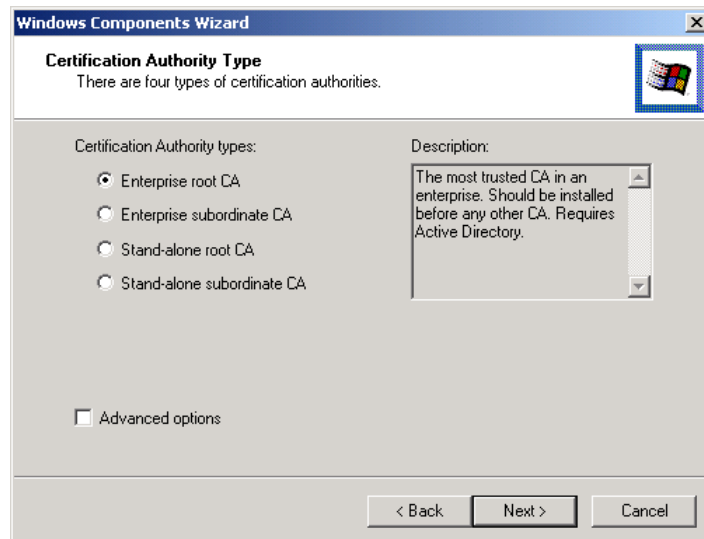 Windows Components Wizard
Certification Authority Type
There are four types of certification authorities.
Certification Authority types:
Enterprise root CA
Enterprise subordinate CA
Stand-alone root CA
Stand-alone subordinate CA
Description:
The most trusted CA in an
enterprise. Should be installed
before any other CA. Requires
Active Directory.
Advanced options
< Back
Next >
Cancel